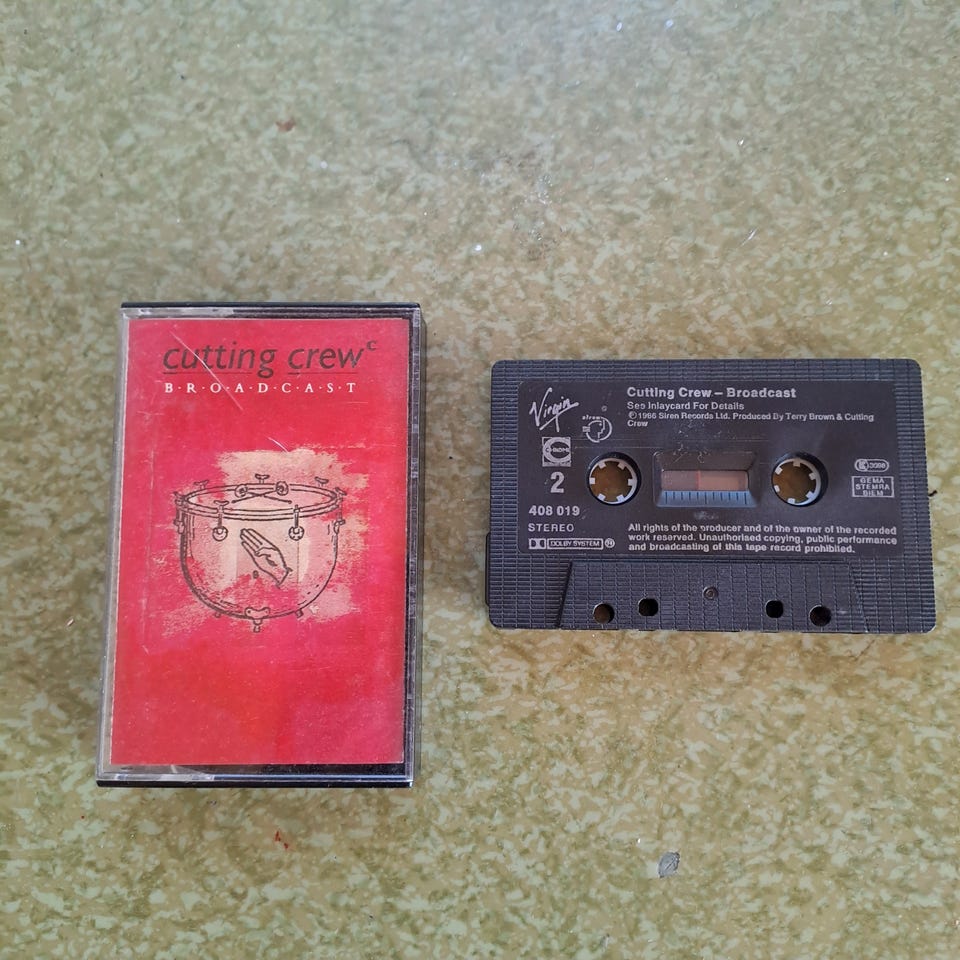 cutting crew c
B·R·O·A·D·C·A·S·T
Virgin
siren
Cutting Crew – Broadcast
See Inlaycard For Details
℗ 1986 Siren Records Ltd. Produced By Terry Brown & Cutting
Crew
CHROME
2
408 019
STEREO
DOLBY SYSTEM ®
GEMA
STEMRA
BIEM
All rights of the producer and of the owner of the recorded
work reserved. Unauthorised copying, public performance
and broadcasting of this tape record prohibited.